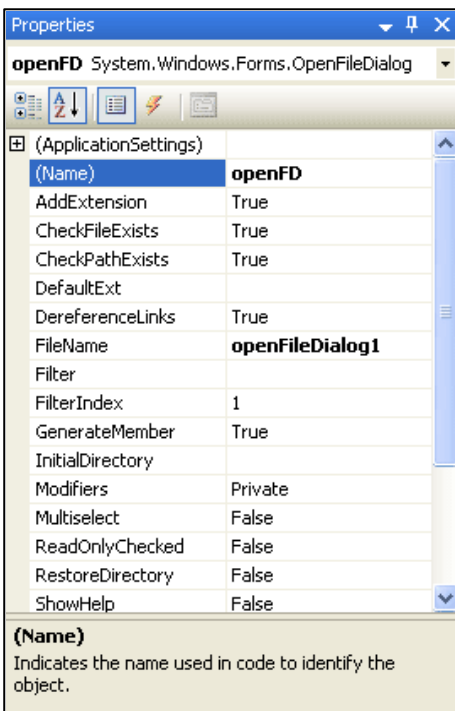 Properties
openFD System.Windows.Forms.OpenFileDialog
(ApplicationSettings)
(Name) openFD
AddExtension True
CheckFileExists True
CheckPathExists True
DefaultExt
DereferenceLinks True
FileName openFileDialog1
Filter
FilterIndex 1
GenerateMember True
InitialDirectory
Modifiers Private
Multiselect False
ReadOnlyChecked False
RestoreDirectory False
ShowHelp False
(Name)
Indicates the name used in code to identify the
object.